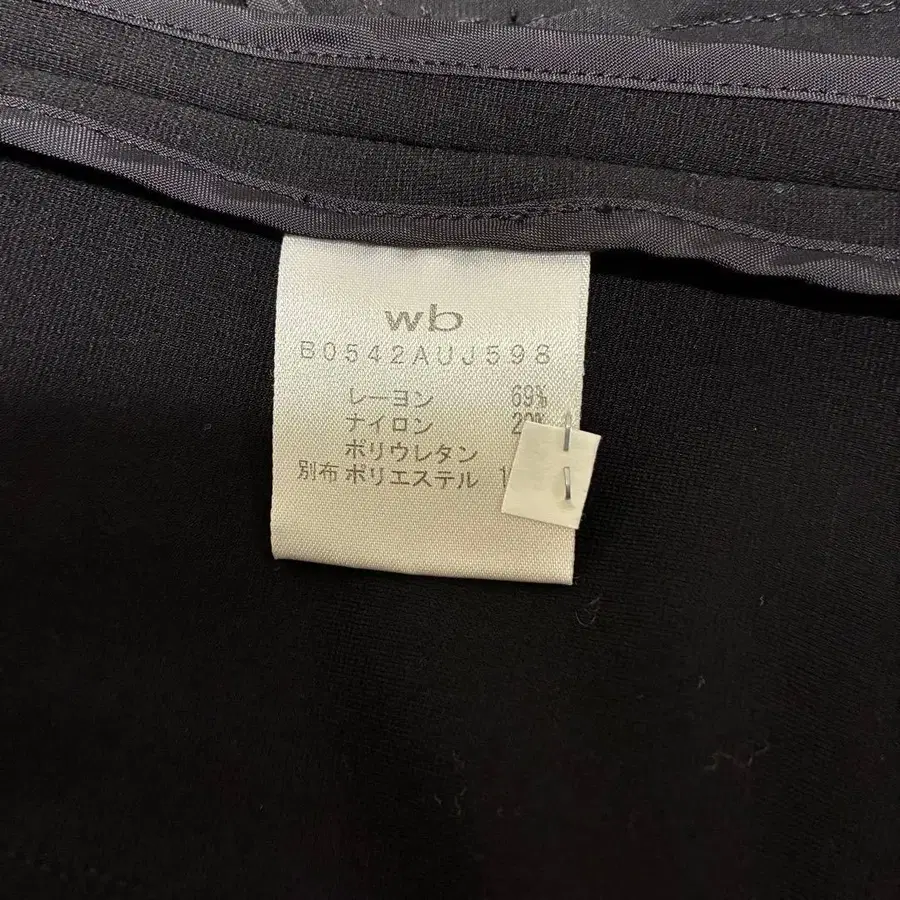 wb
B0542AUJ598
レーヨン 69%
ナイロン
ポリウレタン
別布 ポリエステル